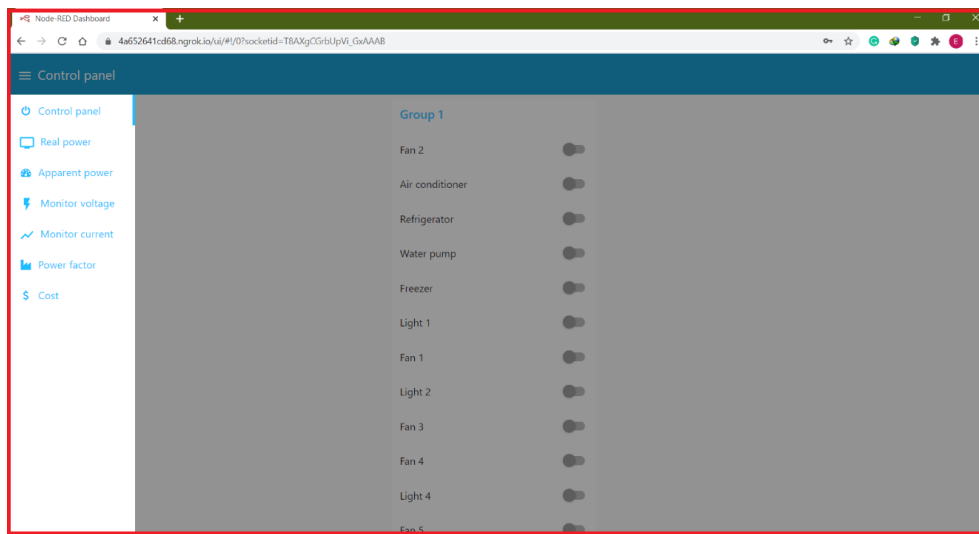 Node-RED Dashboard
4a652641cd68.ngrok.io/ui/#!/0?socketid=T8AXgCGrbUpVi_GxAAAB
E
Control panel
Control panel
Real power
Apparent power
Monitor voltage
Monitor current
Power factor
$ Cost
Group 1
Fan 2
Air conditioner
Refrigerator
Water pump
Freezer
Light 1
Fan 1
Light 2
Fan 3
Fan 4
Light 4
Fan 5